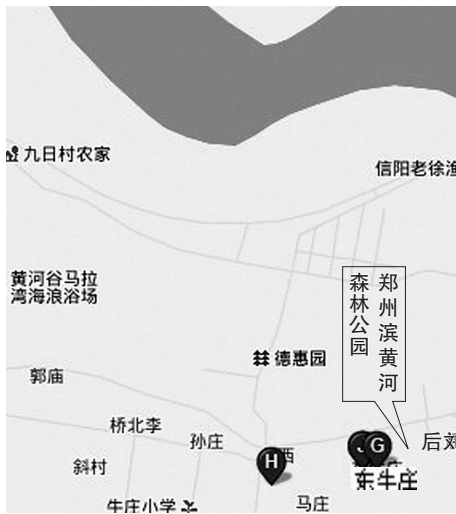 九日村农家
信阳老徐渔
黄河谷马拉
湾海浪浴场
郑州滨黄河
森林公园
德惠园
郭庙
桥北李
孙庄
后郊
G
H
西
斜村
东牛庄
牛庄小学
马庄